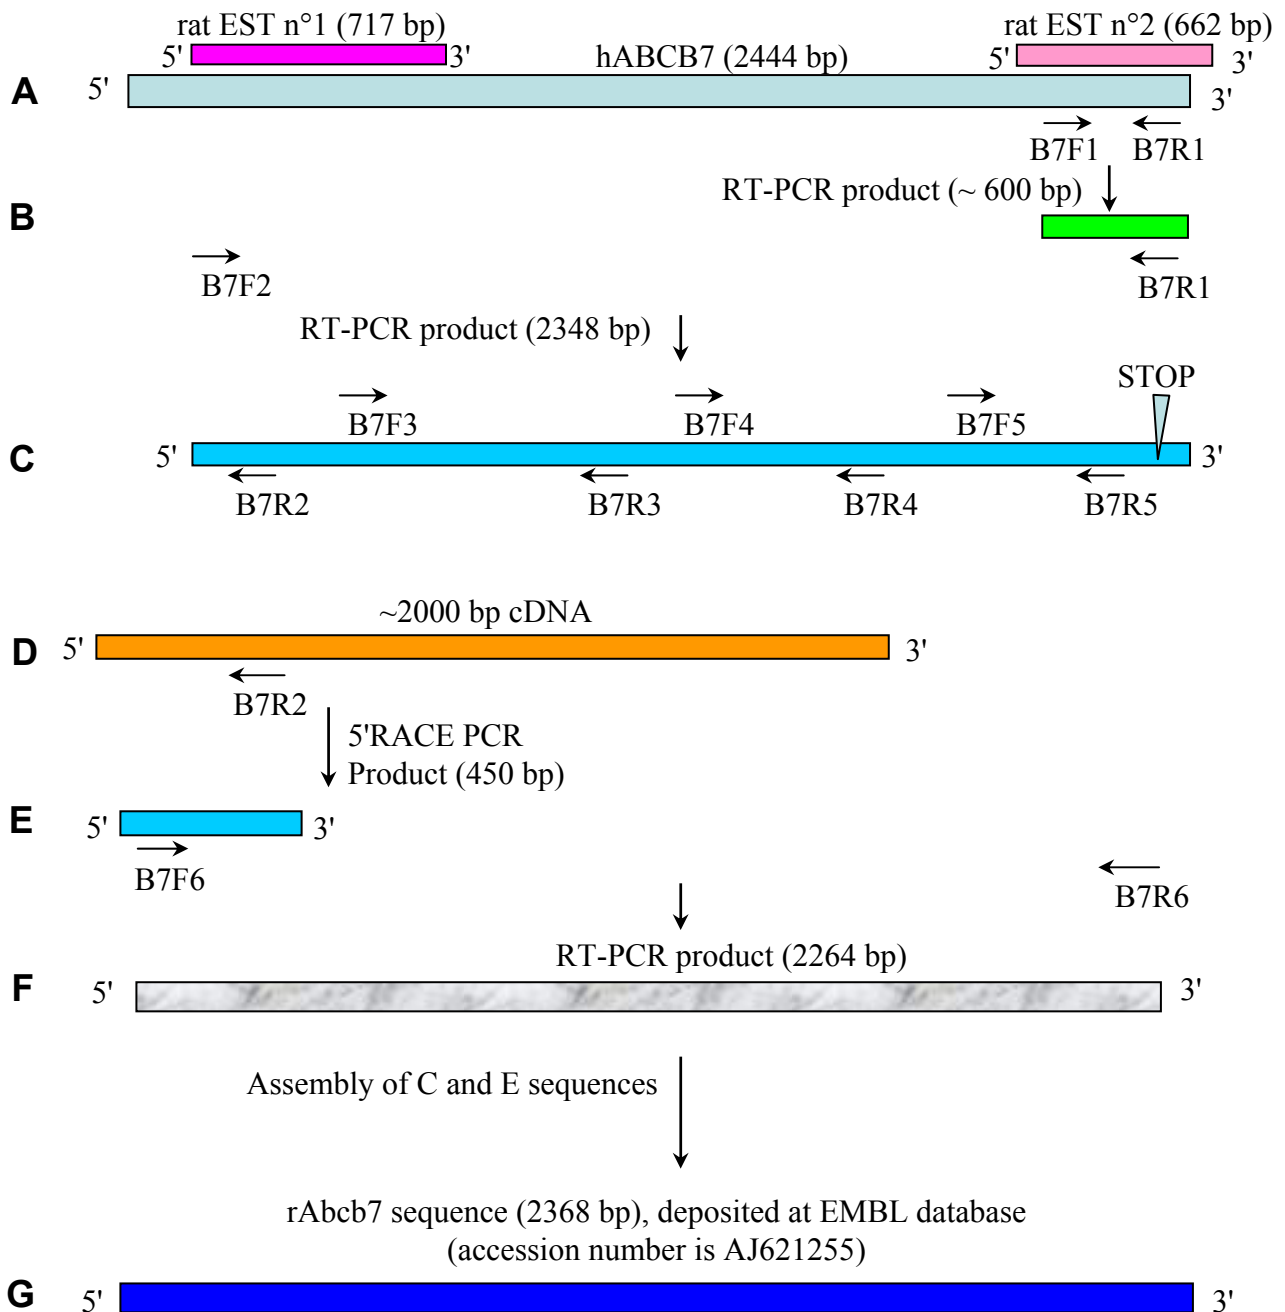 rat EST n°1 (717 bp)
rat EST n°2 (662 bp)
5' 3'
5' 3'
A 5' hABCB7 (2444 bp) 3'
B7F1 B7R1
RT-PCR product (~ 600 bp)
B
B7F2 B7R1
RT-PCR product (2348 bp)
STOP
B7F3 B7F4 B7F5
C 5' 3'
B7R2 B7R3 B7R4 B7R5
~2000 bp cDNA
D 5' 3'
B7R2
5'RACE PCR
Product (450 bp)
E 5' 3'
B7F6 B7R6
RT-PCR product (2264 bp)
F 5' 3'
Assembly of C and E sequences
rAbcb7 sequence (2368 bp), deposited at EMBL database
(accession number is AJ621255)
G 5' 3'